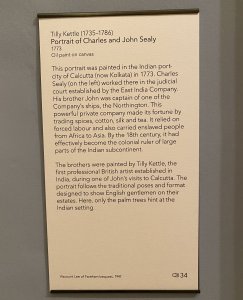 Tilly Kettle (1735–1786)
Portrait of Charles and John Sealy
1773
Oil paint on canvas
This portrait was painted in the Indian port-
city of Calcutta (now Kolkata) in 1773. Charles
Sealy (on the left) worked there in the judicial
court established by the East India Company.
His brother John was captain of one of the
Company's ships, the Northington. This
powerful private company made its fortune by
trading spices, cotton, silk and tea. It relied on
forced labour and also carried enslaved people
from Africa to Asia. By the 18th century, it had
effectively become the colonial ruler of large
parts of the Indian subcontinent.
The brothers were painted by Tilly Kettle, the
first professional British artist established in
India, during one of John's visits to Calcutta. The
portrait follows the traditional poses and format
designed to show English gentlemen on their
estates. Here, only the palm trees hint at the
Indian setting.
Viscount Lee of Fareham bequest, 1947
34